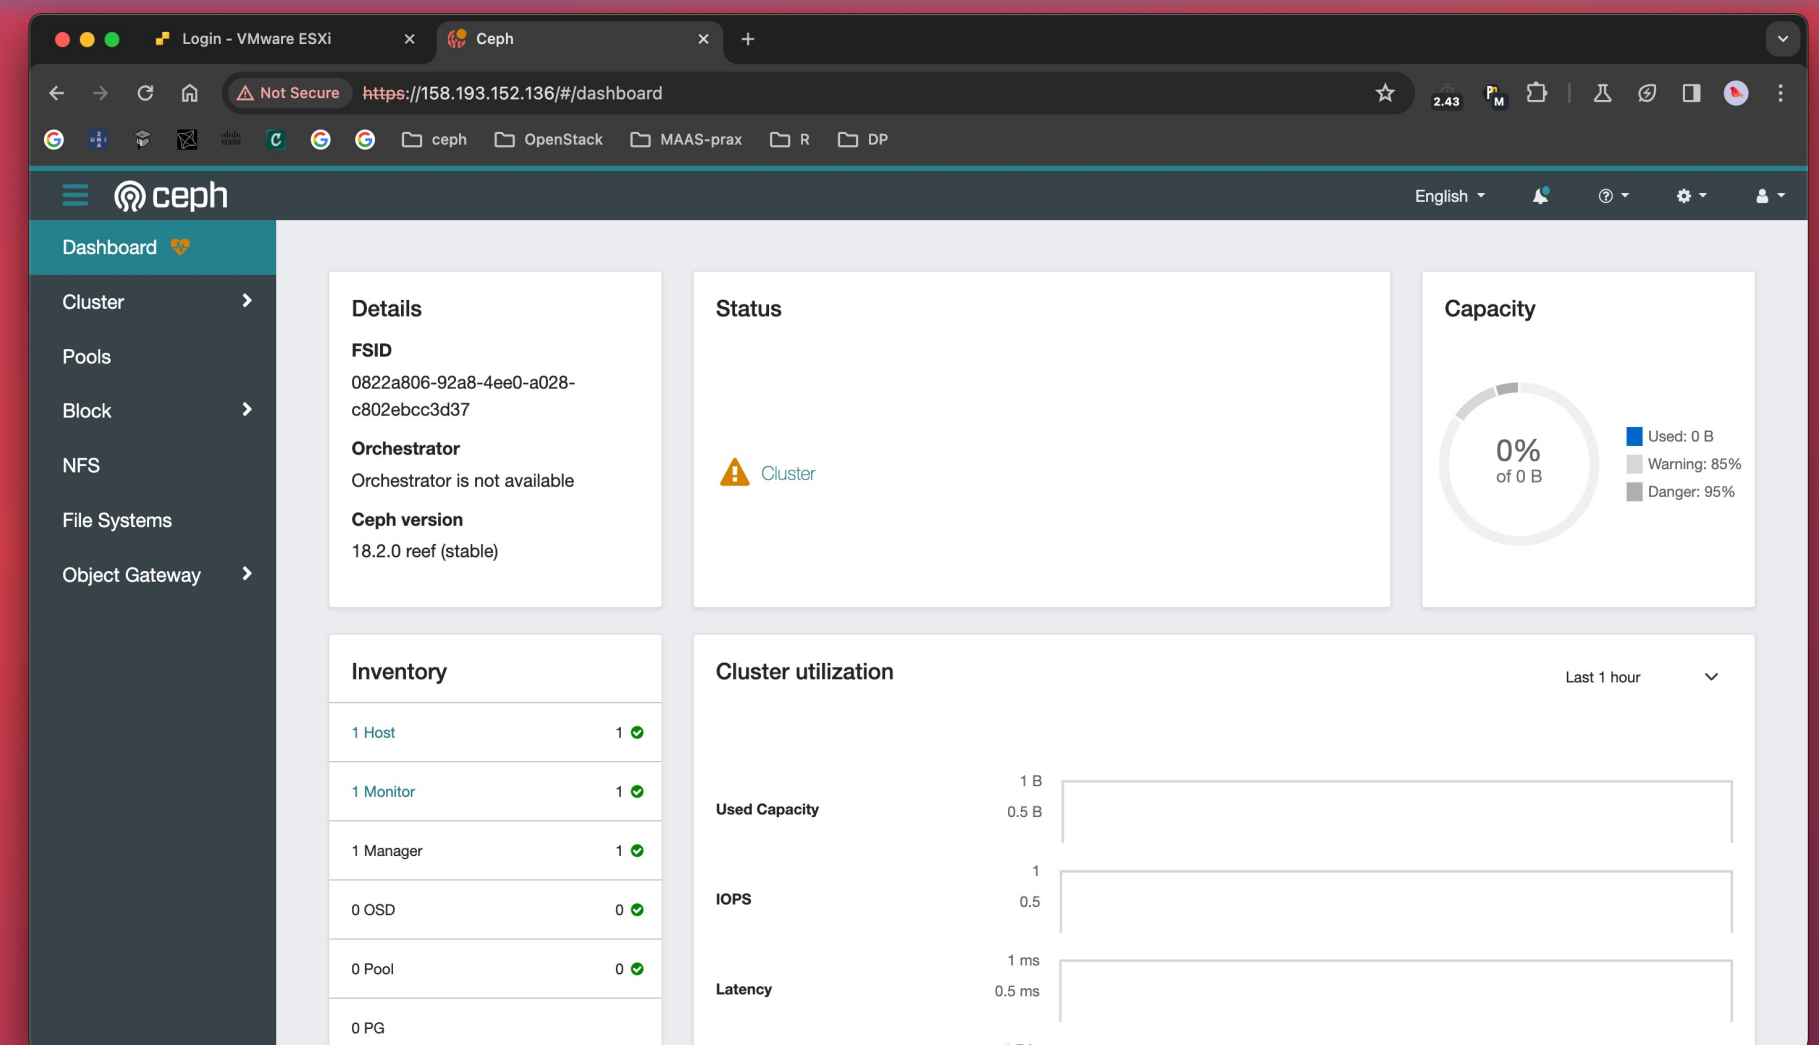 Login - VMware ESXi
Ceph
Not Secure
https://158.193.152.136/#/dashboard
2.43
M
ceph
OpenStack
MAAS-prax
R
DP
ceph
English
Dashboard
Cluster
Pools
Block
NFS
File Systems
Object Gateway
Details
FSID
0822a806-92a8-4ee0-a028-
c802ebcc3d37
Orchestrator
Orchestrator is not available
Ceph version
18.2.0 reef (stable)
Status
Cluster
Capacity
0%
of 0 B
Used: 0 B
Warning: 85%
Danger: 95%
Inventory
1 Host 1
1 Monitor 1
1 Manager 1
0 OSD 0
0 Pool 0
0 PG
Cluster utilization
Last 1 hour
1 B
Used Capacity
0.5 B
1
IOPS
0.5
1 ms
Latency
0.5 ms